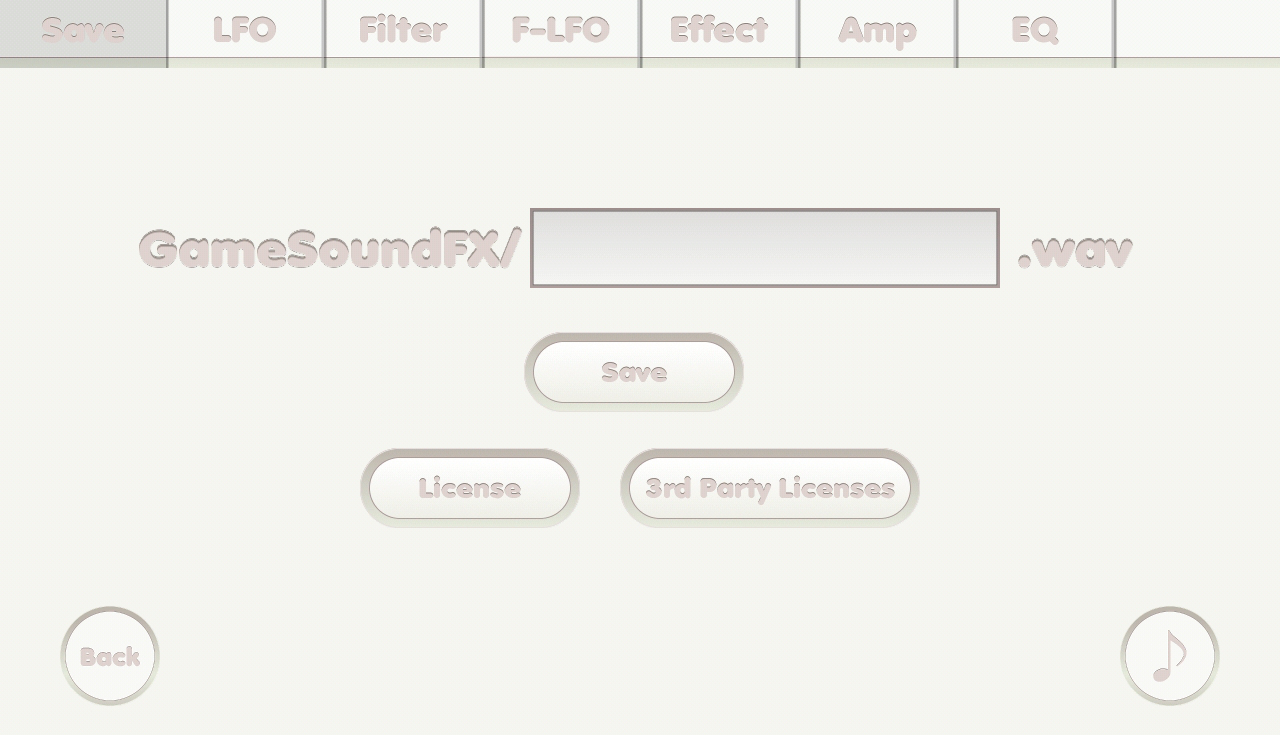 Save LFO Filter F-LFO Effect Amp EQ
GameSoundFX/ .wav
Save
License 3rd Party Licenses
Back